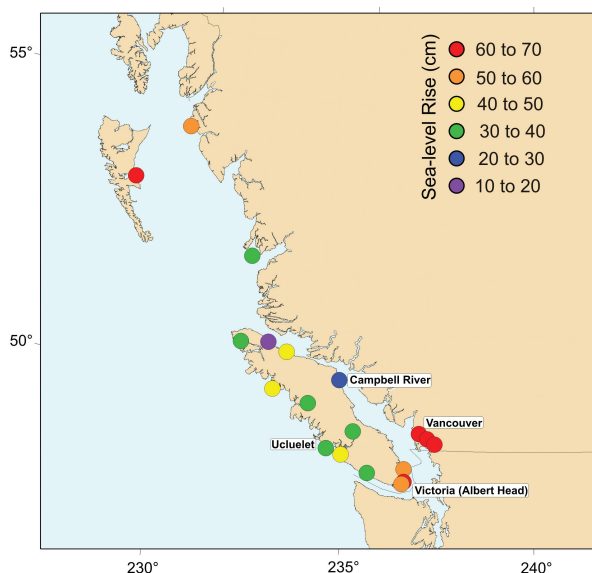 55°
50°
Sea-level Rise (cm)
60 to 70
50 to 60
40 to 50
30 to 40
20 to 30
10 to 20
Campbell River
Vancouver
Ucluelet
Victoria (Albert Head)
230°
235°
240°